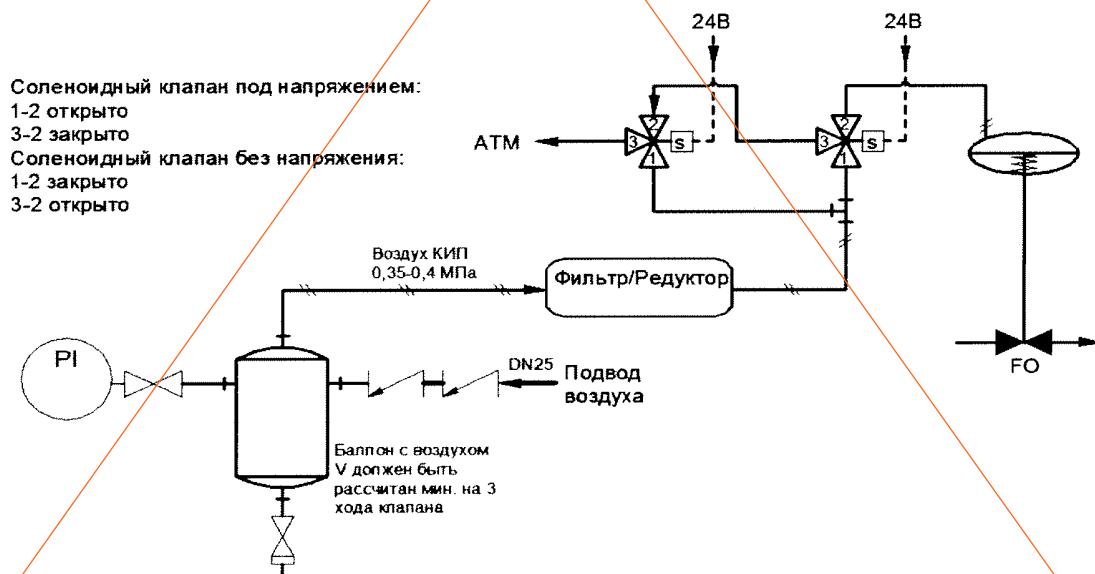 24В 24В
Соленоидный клапан под напряжением:
1-2 открыто
3-2 закрыто
Соленоидный клапан без напряжения:
1-2 закрыто
3-2 открыто
АТМ
2
3
S
1
2
3
S
1
Воздух КИП
0,35-0,4 МПа
Фильтр/Редуктор
PI
DN25
Подвод
воздуха
FO
Баллон с воздухом
V должен быть
рассчитан мин. на 3
хода клапана